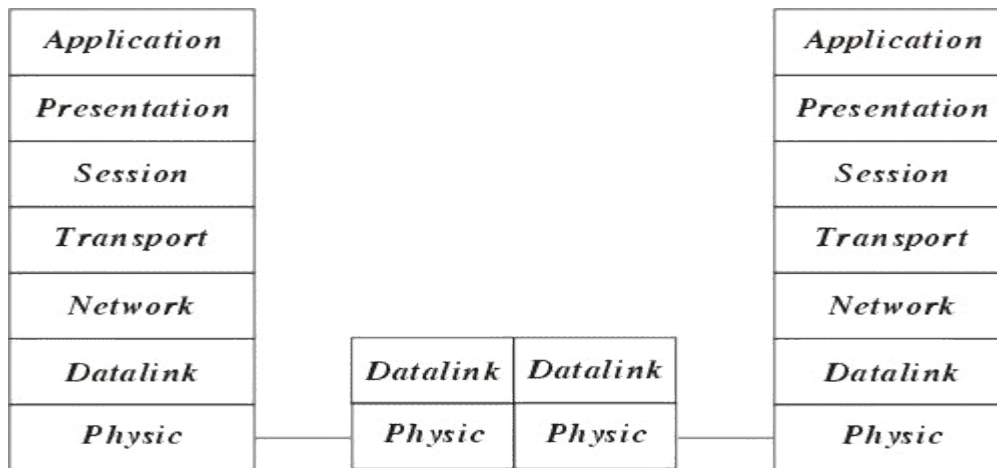 Application
Presentation
Session
Transport
Network
Datalink
Physic
Datalink Datalink
Physic Physic
Application
Presentation
Session
Transport
Network
Datalink
Physic